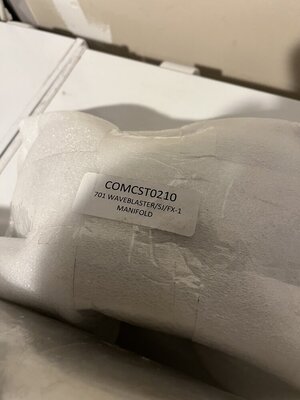 COMCST0210
701 WAVEBLASTER/SJ/FX-1
MANIFOLD